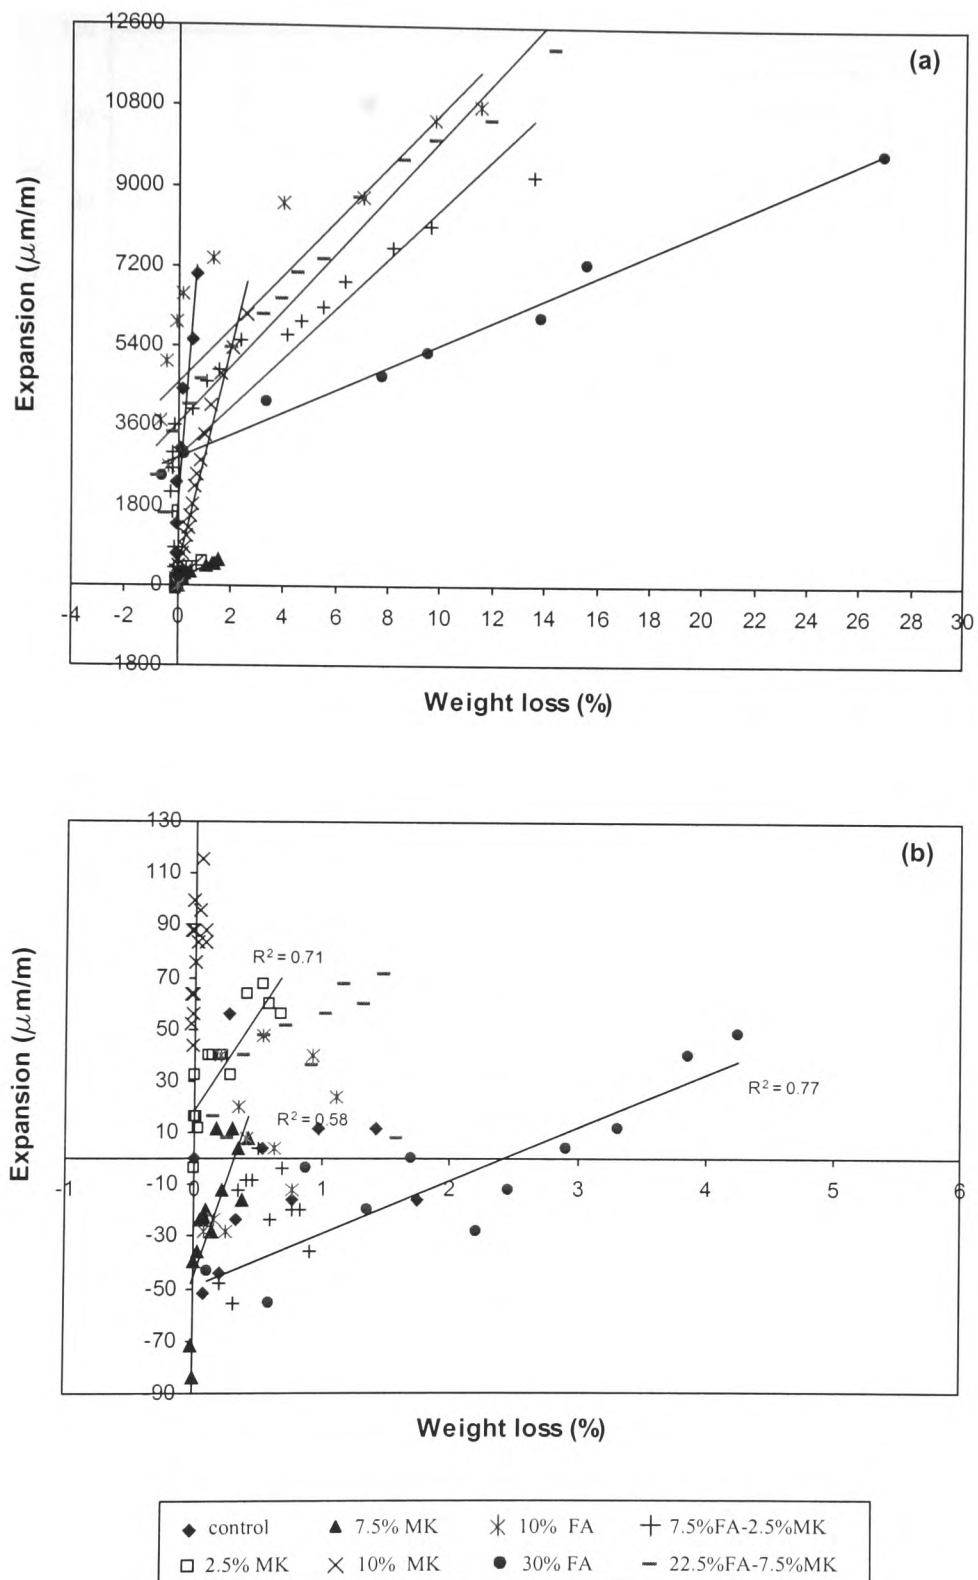 (a)
12600
10800
9000
7200
5400
3600
1800
0
-1800
Expansion (μm/m)
-4 -2 0 2 4 6 8 10 12 14 16 18 20 22 24 26 28 30
Weight loss (%)
(b)
130
110
90
70
50
30
10
-10
-30
-50
-70
-90
Expansion (μm/m)
R² = 0.71
R² = 0.58
R² = 0.77
-1 0 1 2 3 4 5 6
Weight loss (%)
control 7.5% MK 10% FA 7.5%FA-2.5%MK
2.5% MK 10% MK 30% FA 22.5%FA-7.5%MK